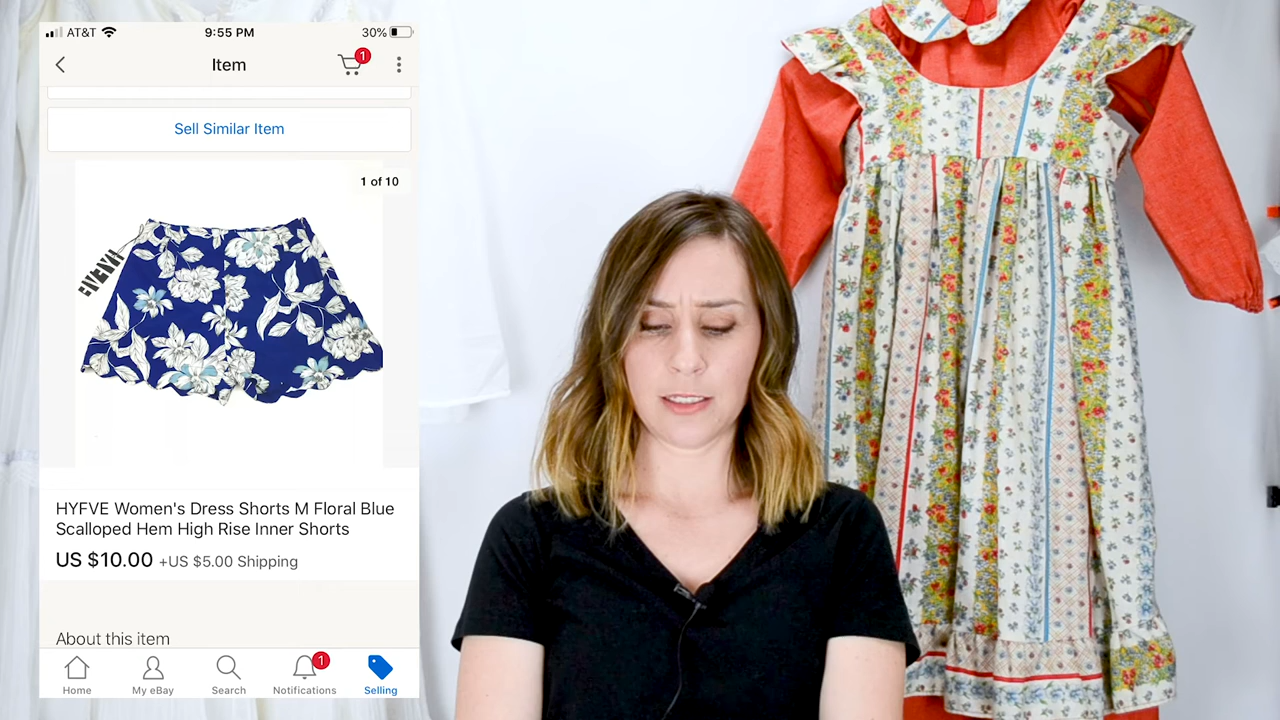 AT&T
9:55 PM
30%
Item
1
Sell Similar Item
1 of 10
HYFVE
HYFVE Women's Dress Shorts M Floral Blue
Scalloped Hem High Rise Inner Shorts
US $10.00 +US $5.00 Shipping
About this item
1
Home
My eBay
Search
Notifications
Selling